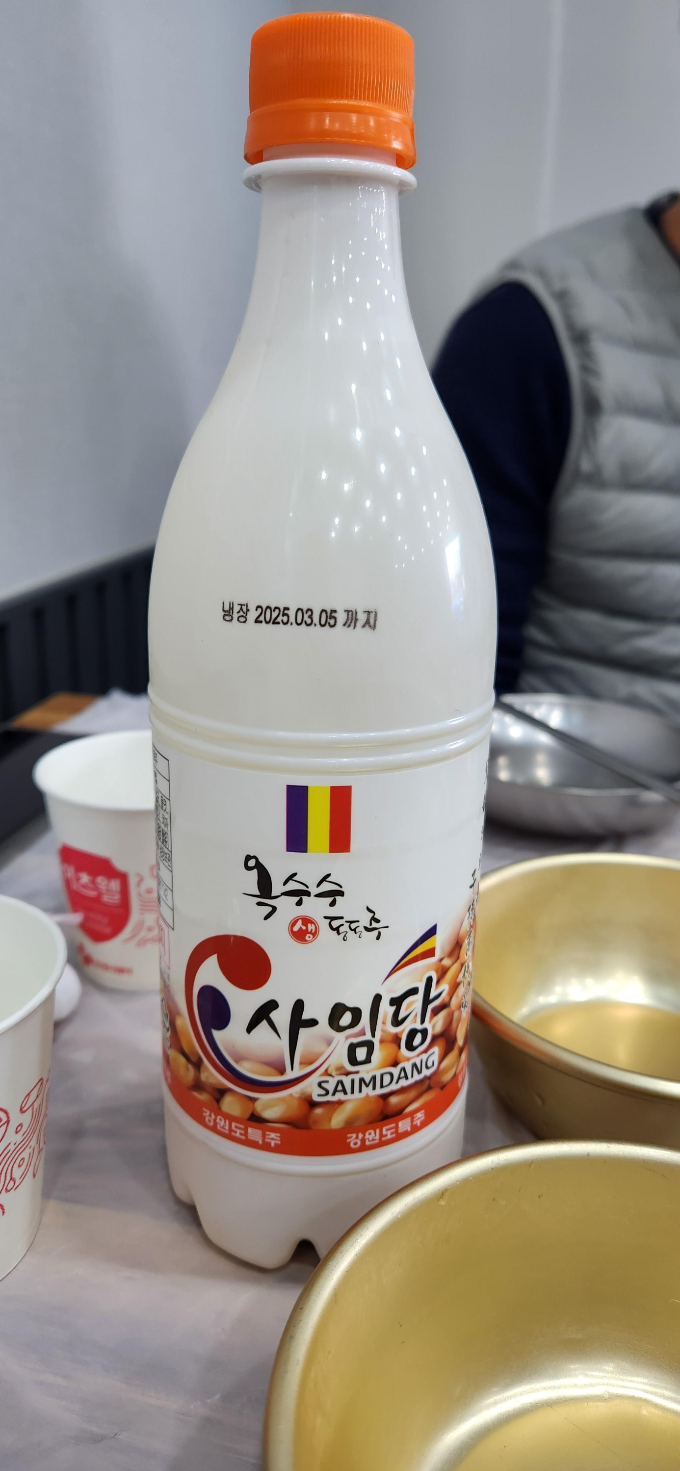 냉장 2025.03.05 까지
옥수수
생 동동주
사임당
SAIMDANG
강원도특주 강원도특주